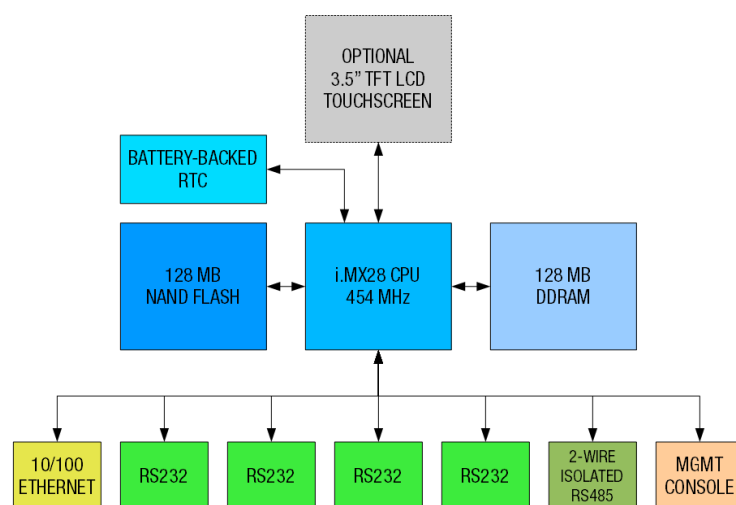 OPTIONAL
3.5” TFT LCD
TOUCHSCREEN
BATTERY-BACKED
RTC
128 MB
NAND FLASH
i.MX28 CPU
454 MHz
128 MB
DDRAM
10/100
ETHERNET
RS232
RS232
RS232
RS232
2-WIRE
ISOLATED
RS485
MGMT
CONSOLE